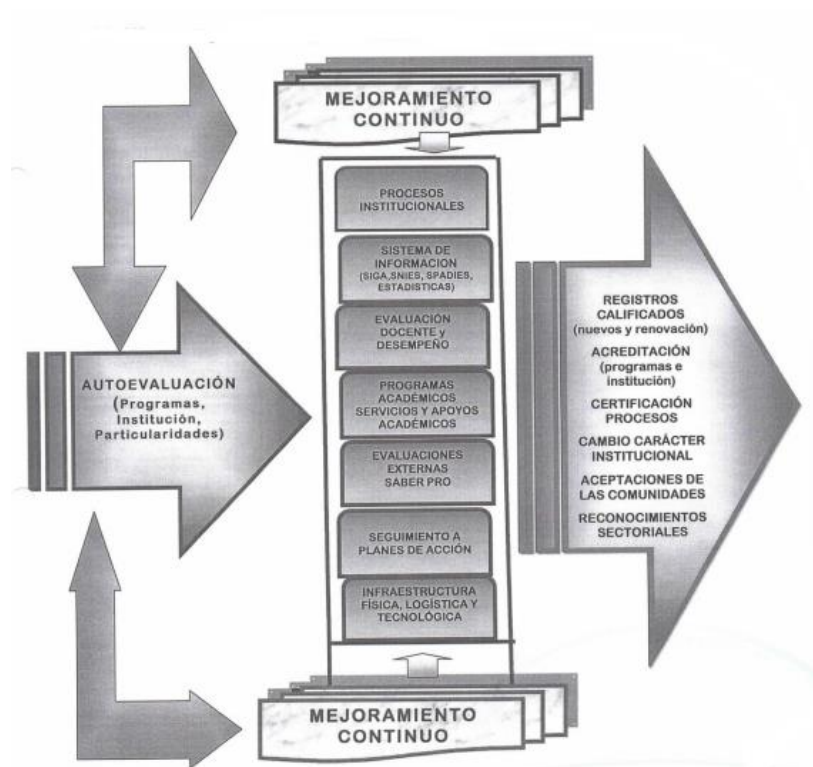 MEJORAMIENTO
CONTINUO
PROCESOS
INSTITUCIONALES
SISTEMA DE
INFORMACION
(SIGA,SNIES, SPADIES,
ESTADISTICAS)
EVALUACIÓN
DOCENTE y
DESEMPEÑO
PROGRAMAS
ACADÉMICOS
SERVICIOS Y APOYOS
ACADÉMICOS
EVALUACIONES
EXTERNAS
SABER PRO
SEGUIMIENTO A
PLANES DE ACCIÓN
INFRAESTRUCTURA
FÍSICA, LOGÍSTICA Y
TECNOLÓGICA
MEJORAMIENTO
CONTINUO
AUTOEVALUACIÓN
(Programas,
Institución,
Particularidades)
REGISTROS
CALIFICADOS
(nuevos y renovación)
ACREDITACIÓN
(programas e
institución)
CERTIFICACIÓN
PROCESOS
CAMBIO CARÁCTER
INSTITUCIONAL
ACEPTACIONES DE
LAS COMUNIDADES
RECONOCIMIENTOS
SECTORIALES